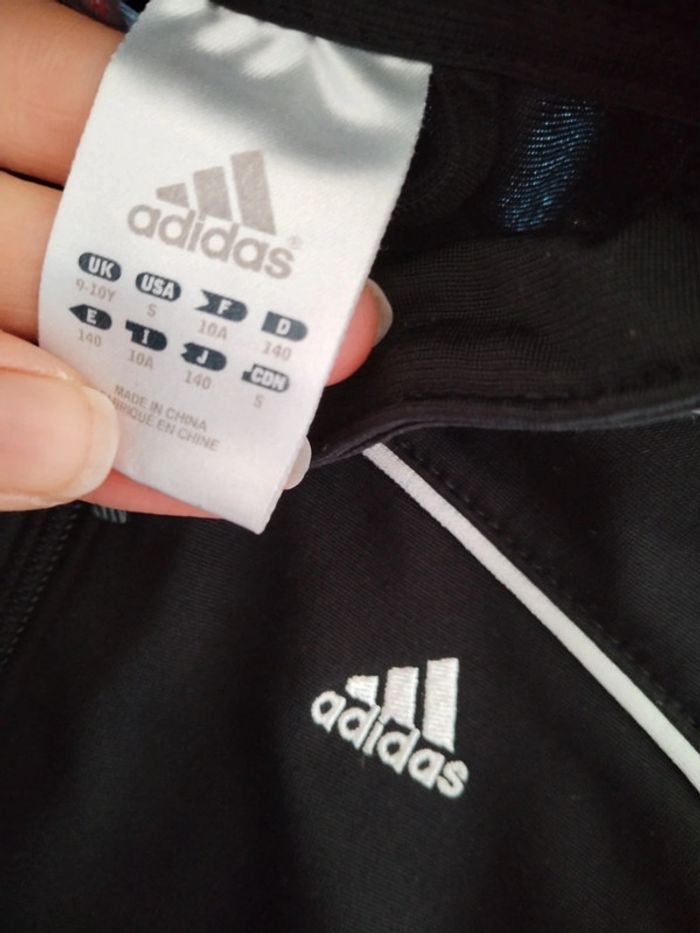 adidas®
UK USA F D
9-10Y S 10A 140
E I J CDN
140 10A 140 S
MADE IN CHINA
FABRIQUE EN CHINE
adidas